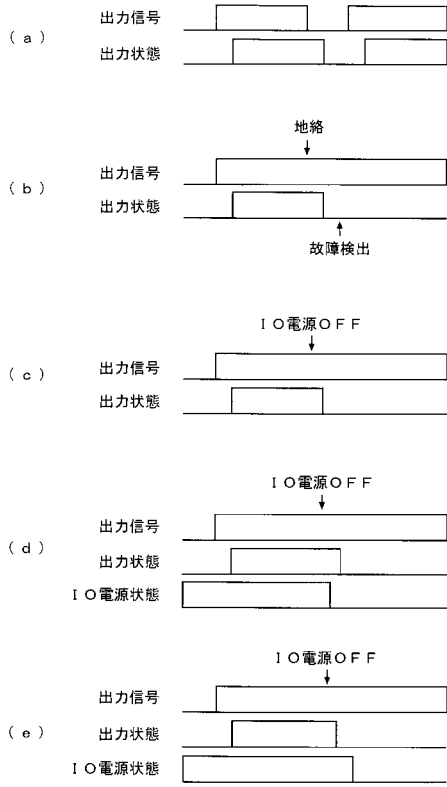 出力信号
(a)
出力状態
地絡
出力信号
(b)
出力状態
故障検出
IO電源OFF
出力信号
(c)
出力状態
IO電源OFF
出力信号
(d)
出力状態
IO電源状態
IO電源OFF
出力信号
(e)
出力状態
IO電源状態